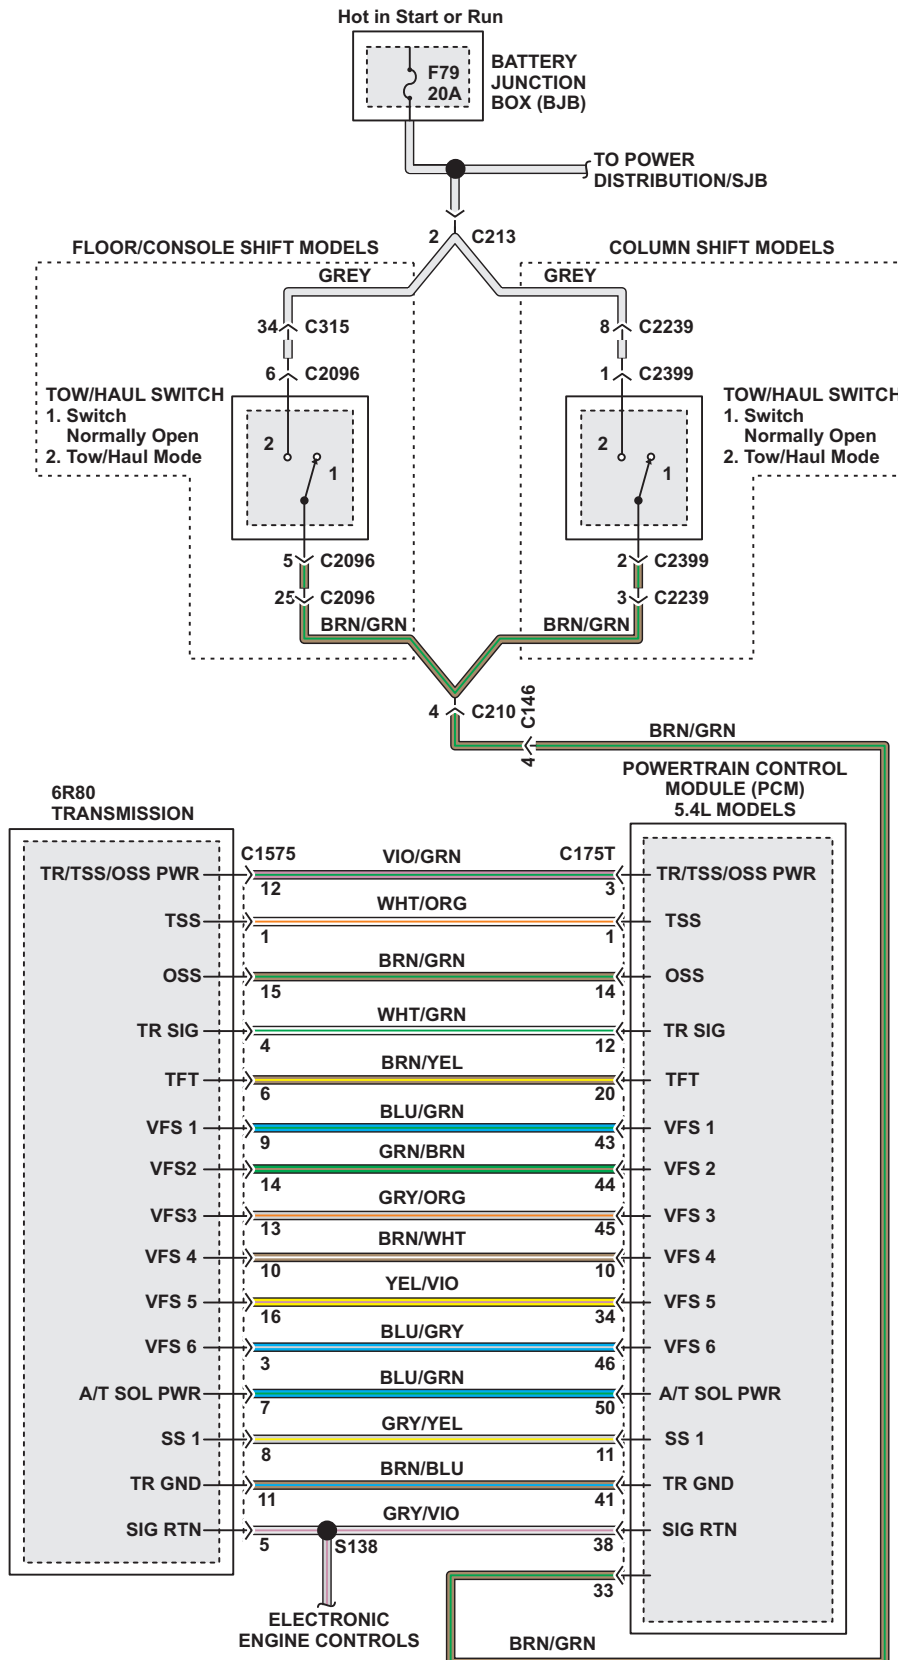 Hot in Start or Run
F79
20A
BATTERY
JUNCTION
BOX (BJB)
TO POWER
DISTRIBUTION/SJB
2 C213
FLOOR/CONSOLE SHIFT MODELS
COLUMN SHIFT MODELS
GREY
GREY
34 C315
8 C2239
6 C2096
1 C2399
TOW/HAUL SWITCH
1. Switch
Normally Open
2. Tow/Haul Mode
2
1
2
1
TOW/HAUL SWITCH
1. Switch
Normally Open
2. Tow/Haul Mode
5 C2096
2 C2399
25 C2096
3 C2239
BRN/GRN
BRN/GRN
4 C210
C146
4
BRN/GRN
6R80
TRANSMISSION
POWERTRAIN CONTROL
MODULE (PCM)
5.4L MODELS
C1575
C175T
TR/TSS/OSS PWR 12 VIO/GRN 3 TR/TSS/OSS PWR
TSS 1 WHT/ORG 1 TSS
OSS 15 BRN/GRN 14 OSS
TR SIG 4 WHT/GRN 12 TR SIG
TFT 6 BRN/YEL 20 TFT
VFS 1 9 BLU/GRN 43 VFS 1
VFS2 14 GRN/BRN 44 VFS 2
VFS3 13 GRY/ORG 45 VFS 3
VFS 4 10 BRN/WHT 10 VFS 4
VFS 5 16 YEL/VIO 34 VFS 5
VFS 6 3 BLU/GRY 46 VFS 6
A/T SOL PWR 7 BLU/GRN 50 A/T SOL PWR
SS 1 8 GRY/YEL 11 SS 1
TR GND 11 BRN/BLU 41 TR GND
SIG RTN 5 GRY/VIO 38 SIG RTN
S138
33
ELECTRONIC
ENGINE CONTROLS
BRN/GRN